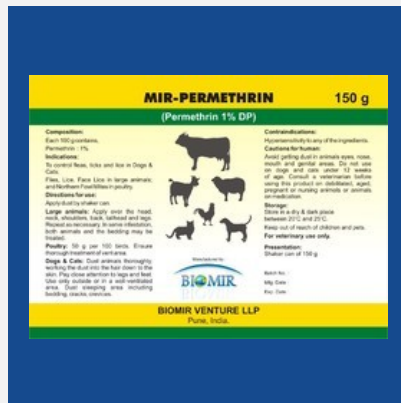 MIR-PERMETHRIN
150 g
(Permethrin 1% DP)
Composition:
Each 100 g contains,
Permethrin : 1%
Indications:
To control fleas, ticks and lice in Dogs &
Cats.
Flies, Lice, Face Lice in large animals;
and Northern Fowl Mites in poultry.
Directions for use:
Apply dust by shaker can.
Large animals: Apply over the head,
neck, shoulders, back, tailhead and legs.
Repeat as necessary. In some infestation,
both animals and the bedding may be
treated.
Poultry: 50 g per 100 birds. Ensure
thorough treatment of vent area.
Dogs & Cats: Dust animals thoroughly,
working the dust into the hair down to the
skin. Pay close attention to legs and feet.
Use only outside or in a well-ventilated
area. Dust sleeping area including
bedding, cracks, crevices.
Contraindications:
Hypersensitivity to any of the ingredients.
Cautions for human:
Avoid getting dust in animals eyes, nose,
mouth and genital areas. Do not use
on dogs and cats under 12 weeks
of age. Consult a veterinarian before
using this product on debilitated, aged,
pregnant or nursing animals or animals
on medication.
Storage:
Store in a dry & dark place
between 20°C and 25°C.
Keep out of reach of children and pets.
For veterinary use only.
Presentation:
Shaker can of 150 g
Batch No. :
Mfg. Date :
Exp. Date :
BIOMIR
BIOMIR VENTURE LLP
Pune, India.